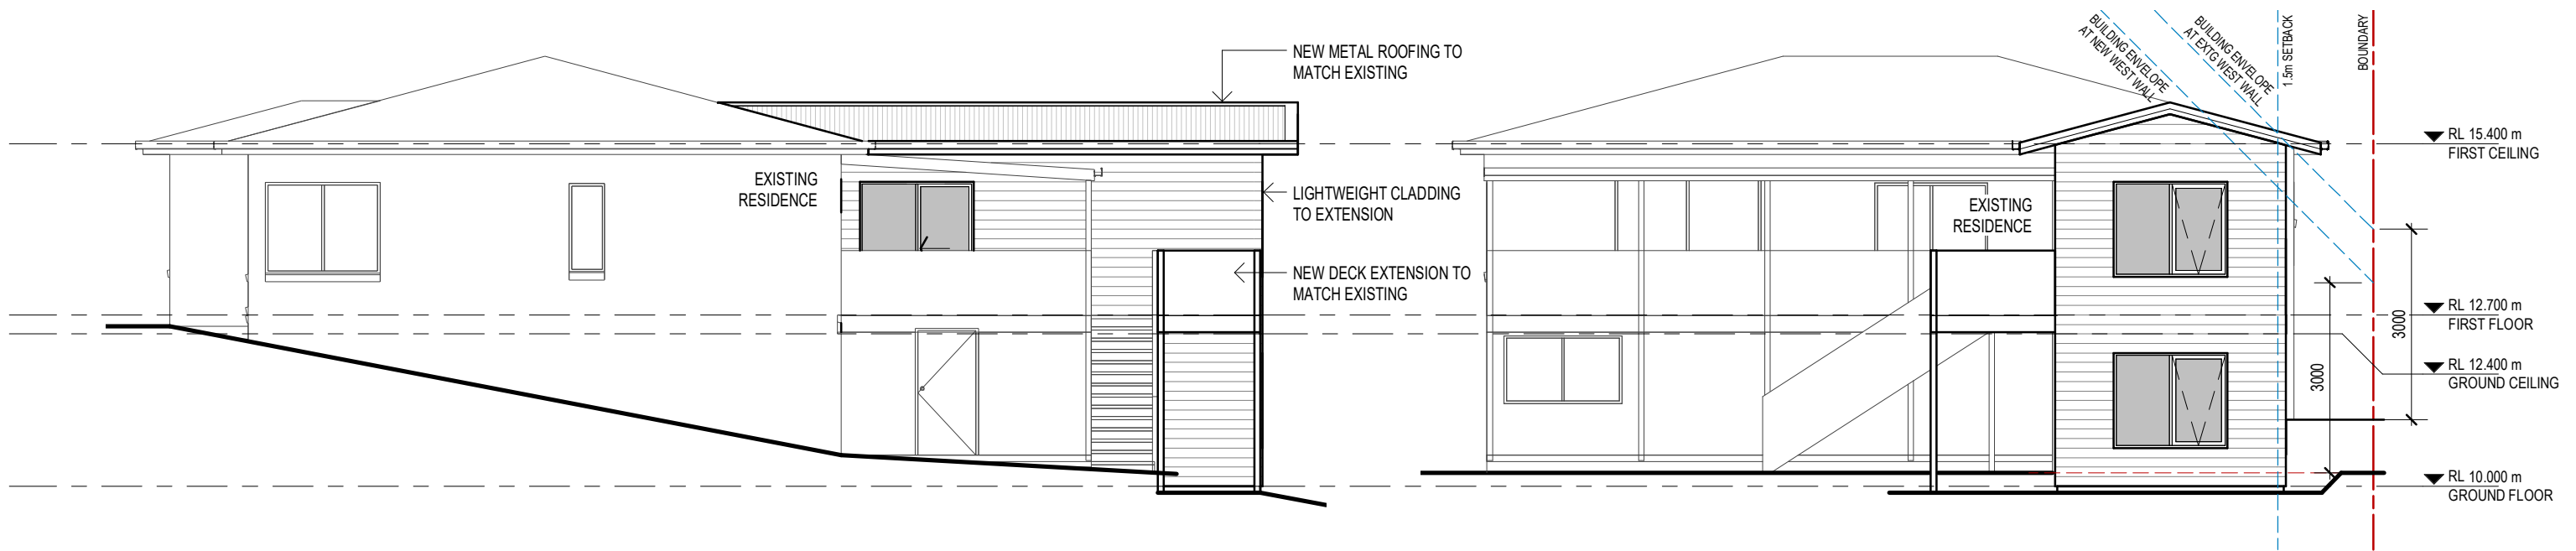 NEW METAL ROOFING TO
MATCH EXISTING
EXISTING
RESIDENCE
LIGHTWEIGHT CLADDING
TO EXTENSION
NEW DECK EXTENSION TO
MATCH EXISTING
EXISTING
RESIDENCE
BUILDING ENVELOPE
AT NEW WEST WALL
BUILDING ENVELOPE
AT EXTG WEST WALL
1.5m SETBACK
BOUNDARY
RL 15.400 m
FIRST CEILING
RL 12.700 m
FIRST FLOOR
3000
3000
RL 12.400 m
GROUND CEILING
RL 10.000 m
GROUND FLOOR